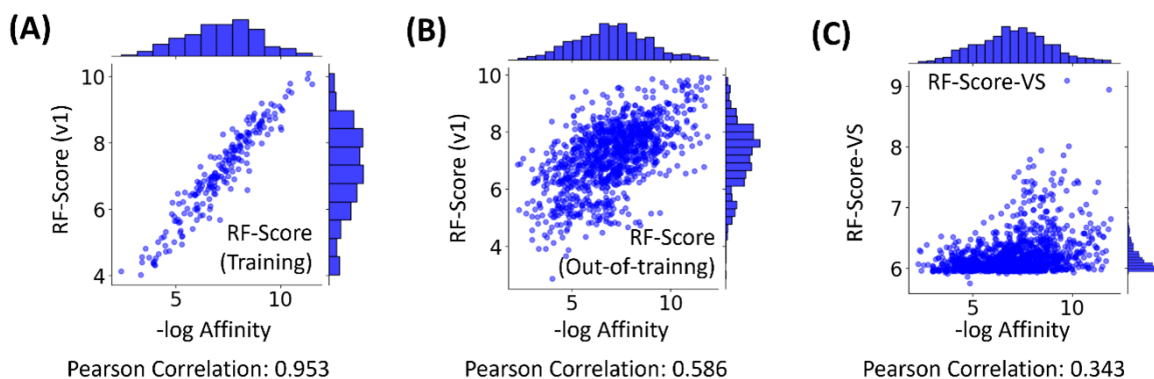 (A)
RF-Score (v1)
10
8
6
4
RF-Score
(Training)
5
10
-log Affinity
Pearson Correlation: 0.953
(B)
RF-Score (v1)
10
8
6
4
RF-Score
(Out-of-trainng)
5
10
-log Affinity
Pearson Correlation: 0.586
(C)
RF-Score-VS
RF-Score-VS
9
8
7
6
5
10
-log Affinity
Pearson Correlation: 0.343